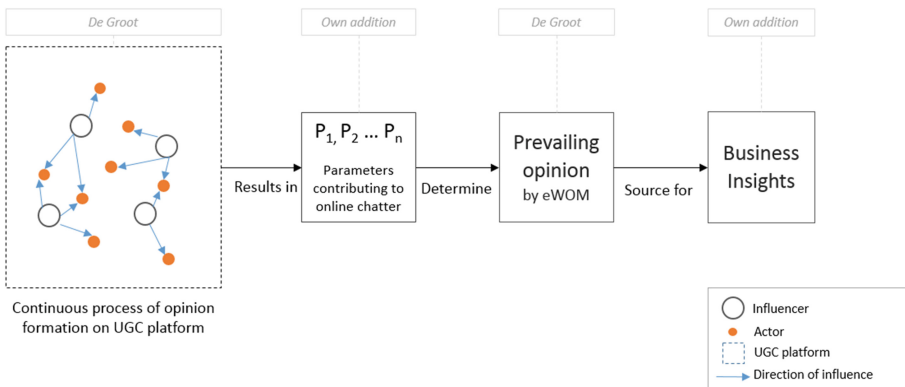 De Groot
Own addition
De Groot
Own addition
P1, P2 ... Pn
Parameters
contributing to
online chatter
Prevailing
opinion
by eWOM
Business
Insights
Results in
Determine
Source for
Continuous process of opinion
formation on UGC platform
Influencer
Actor
UGC platform
Direction of influence